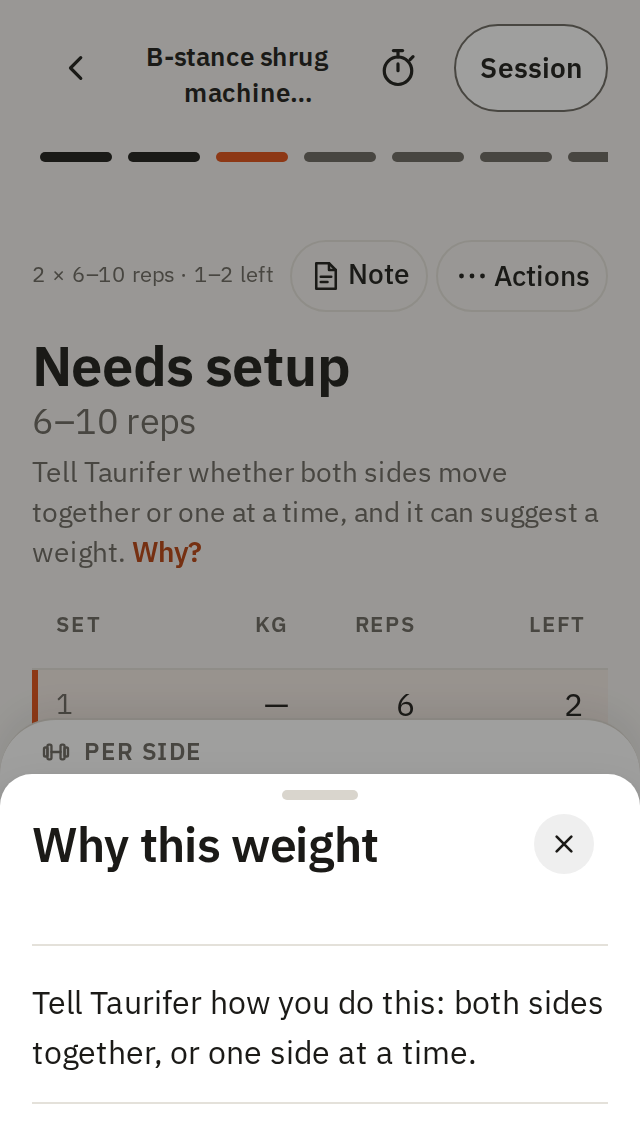 B-stance shrug
machine...
Session
2 × 6–10 reps · 1–2 left
Note
Actions
Needs setup
6–10 reps
Tell Taurifer whether both sides move
together or one at a time, and it can suggest a
weight. Why?
SET KG REPS LEFT
1 — 6 2
PER SIDE
Why this weight
Tell Taurifer how you do this: both sides
together, or one side at a time.